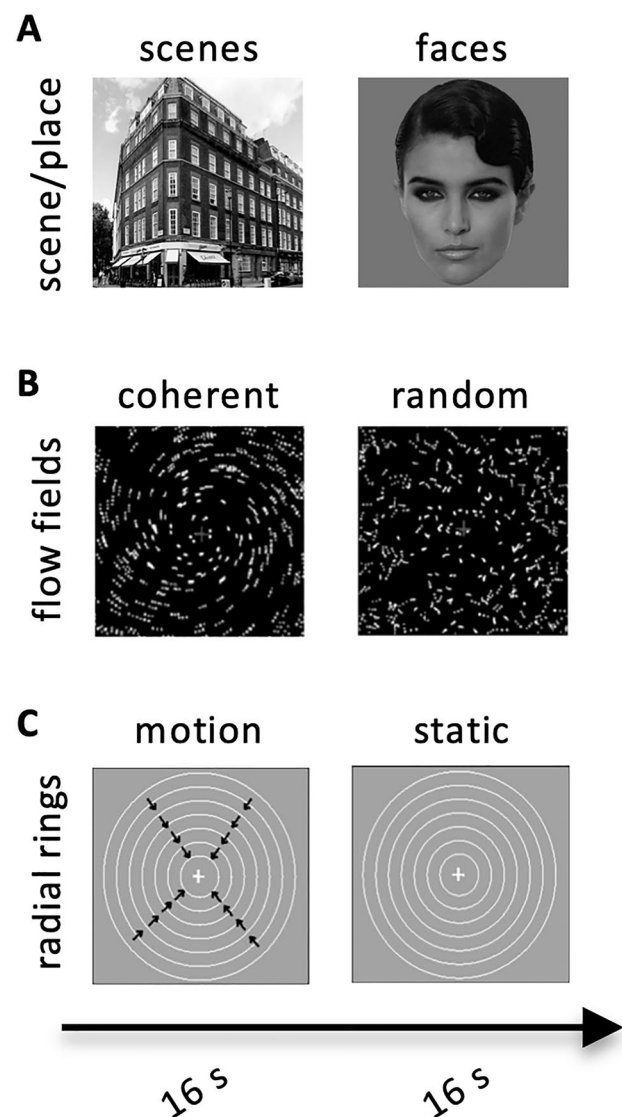 A
scenes
faces
scene/place
B
coherent
random
flow fields
C
motion
static
radial rings
16 s
16 s